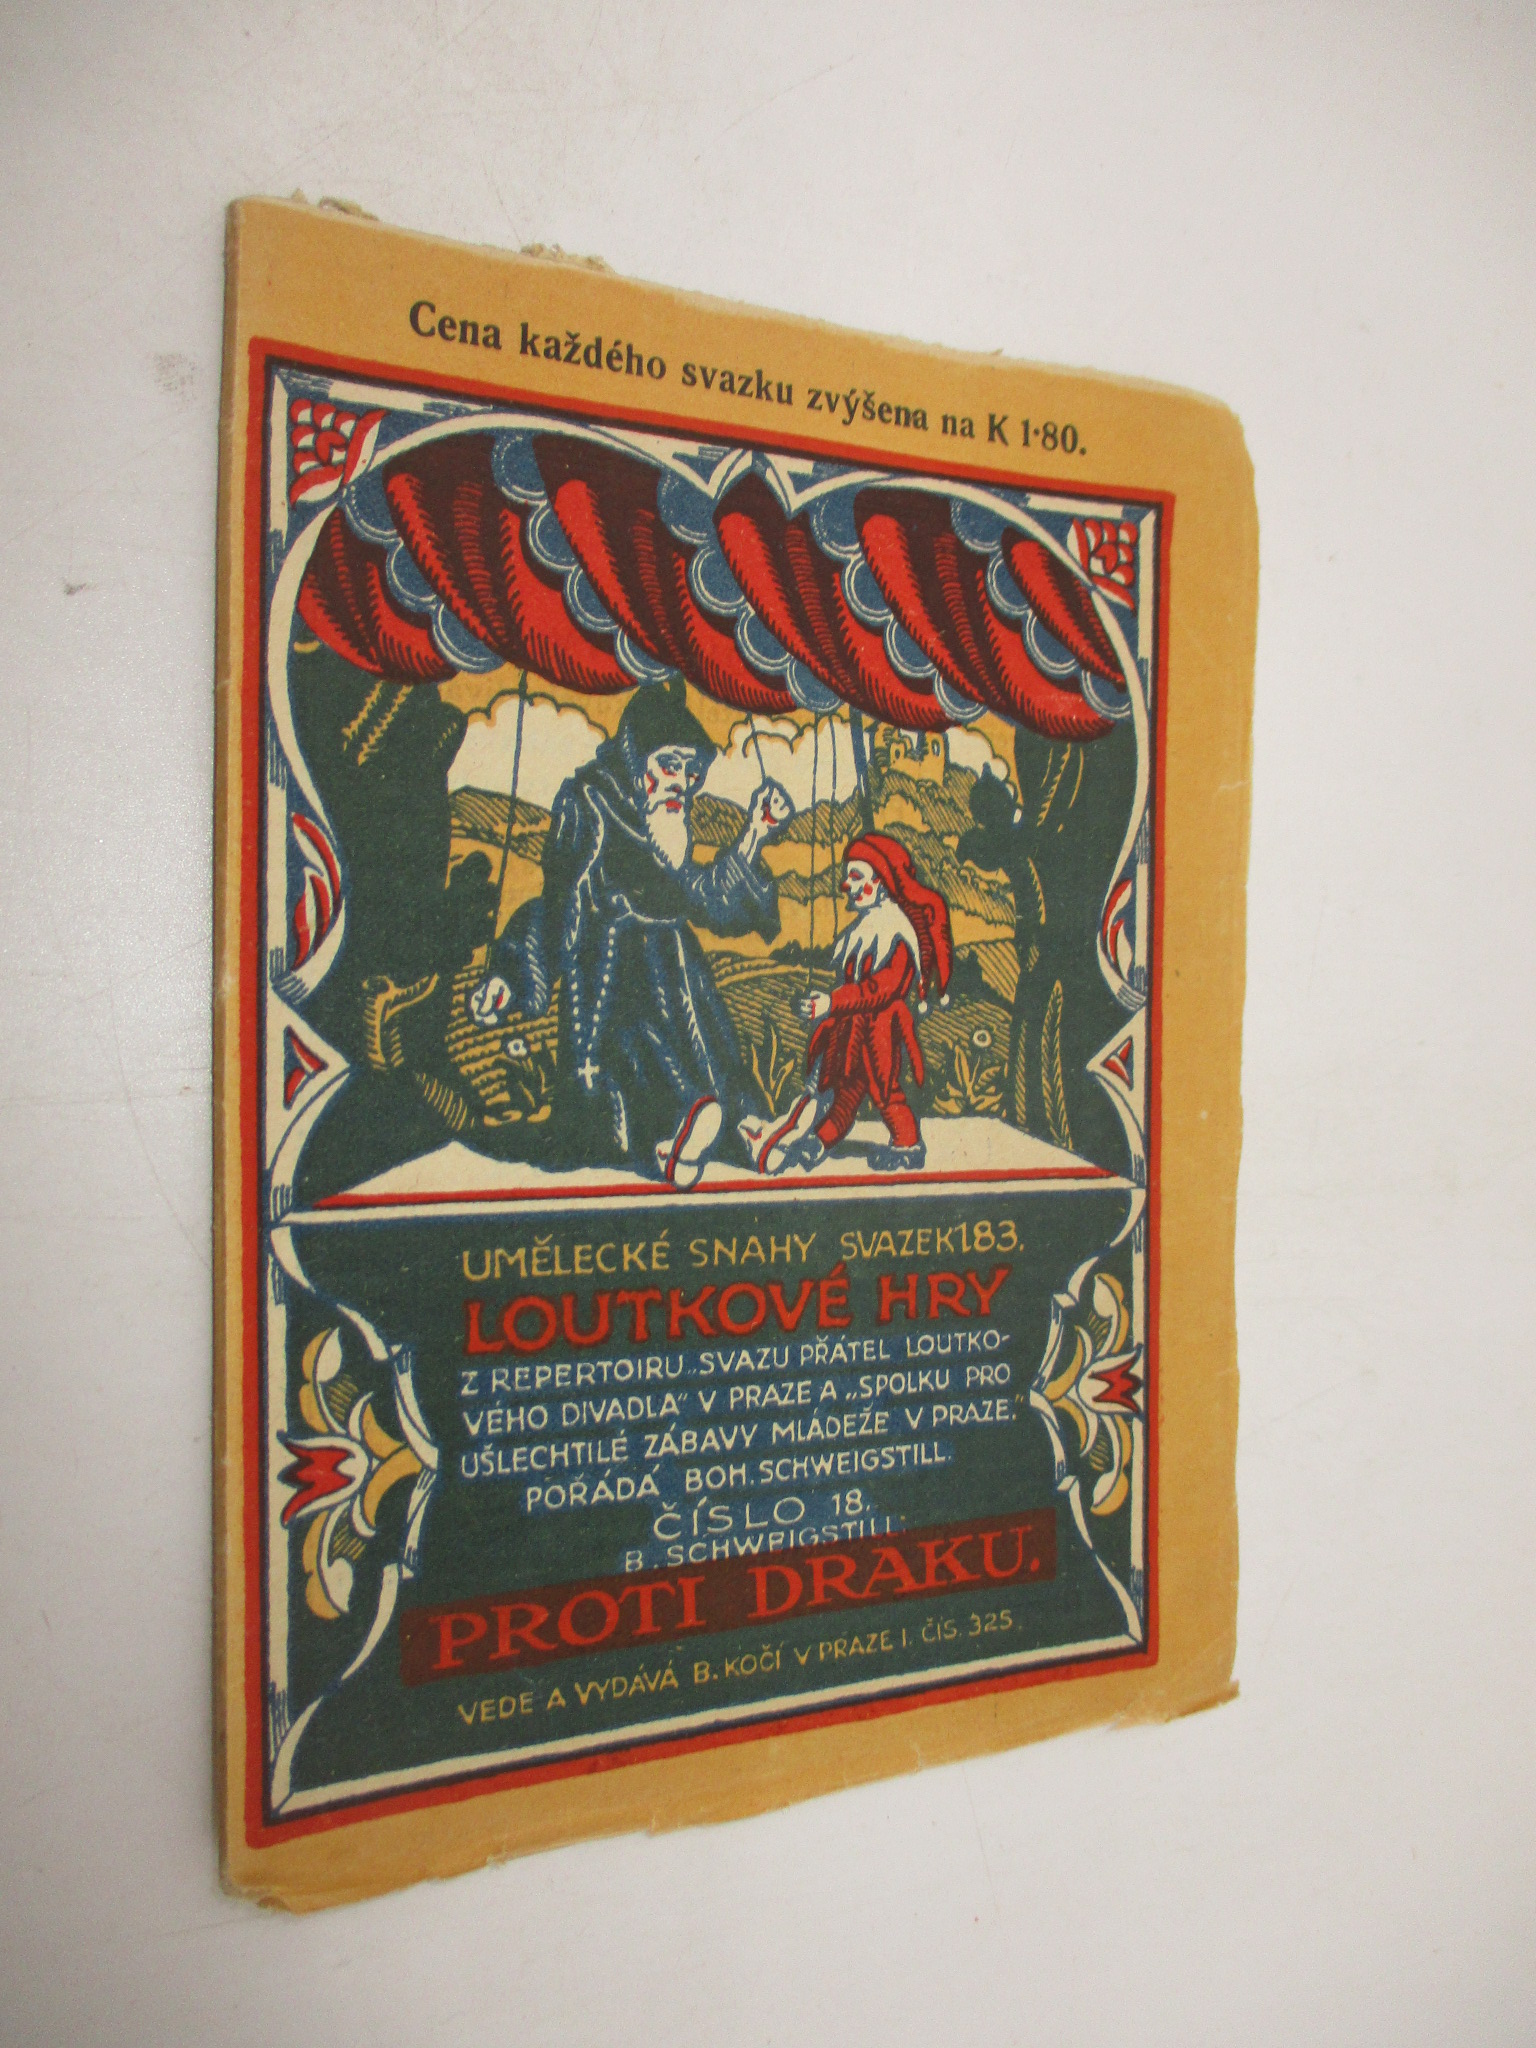 Cena každého svazku zvýšena na K 1·80.
UMĚLECKÉ SNAHY SVAZEK 183.
LOUTKOVÉ HRY
Z REPERTOIRU „SVAZU PŘÁTEL LOUTKO-
VÉHO DIVADLA" V PRAZE A „SPOLKU PRO
UŠLECHTILÉ ZÁBAVY MLÁDEŽE V PRAZE."
POŘÁDÁ BOH. SCHWEIGSTILL.
ČÍSLO 18.
B. SCHWEIGSTILL:
PROTI DRAKU.
VEDE A VYDÁVÁ B. KOČÍ V PRAZE I. ČÍS. 325.